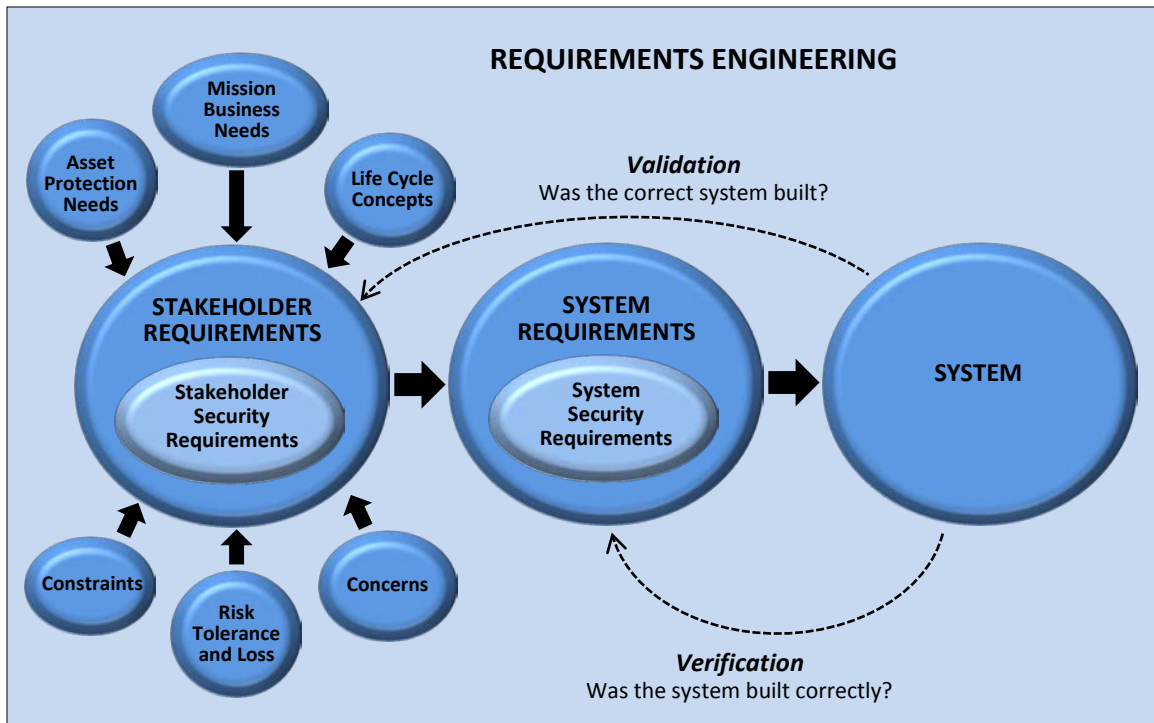 REQUIREMENTS ENGINEERING
Mission
Business
Needs
Asset
Protection
Needs
Life Cycle
Concepts
Validation
Was the correct system built?
STAKEHOLDER
REQUIREMENTS
Stakeholder
Security
Requirements
SYSTEM
REQUIREMENTS
System
Security
Requirements
SYSTEM
Constraints
Risk
Tolerance
and Loss
Concerns
Verification
Was the system built correctly?